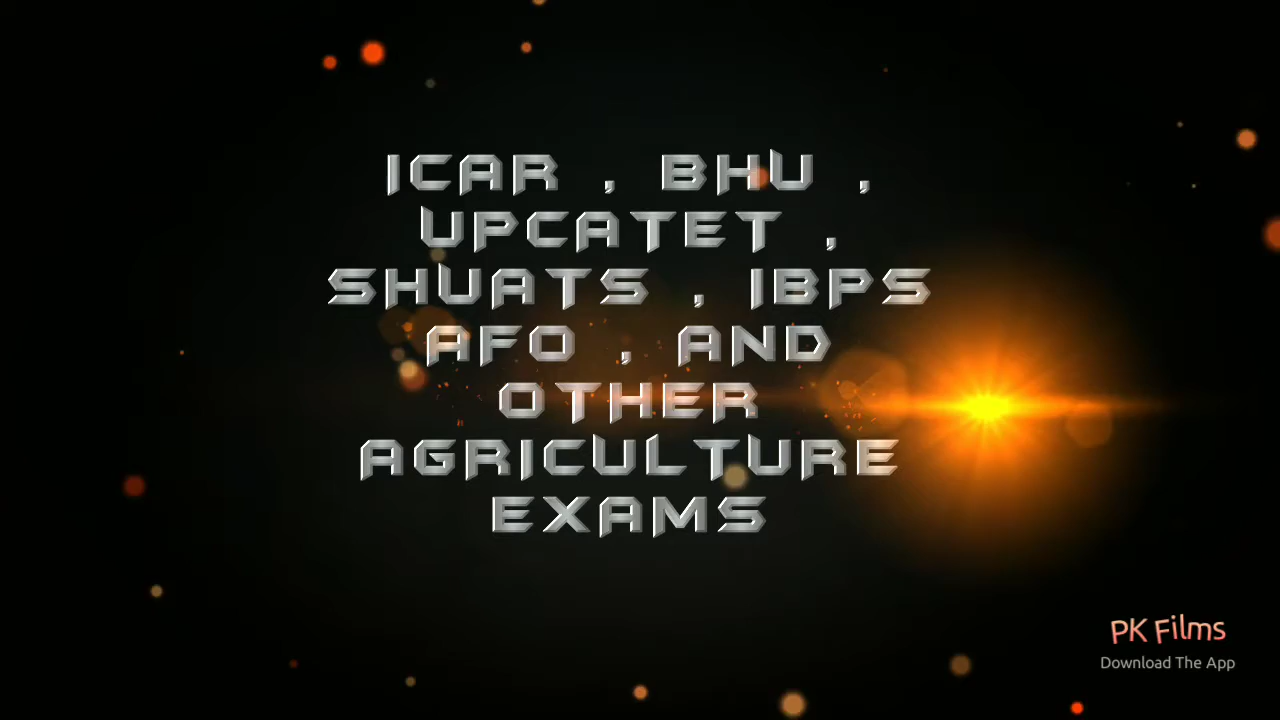 ICAR , BHU ,
UPCATET ,
SHUATS , IBPS
AFO , AND
OTHER
AGRICULTURE
EXAMS
PK Films
Download The App